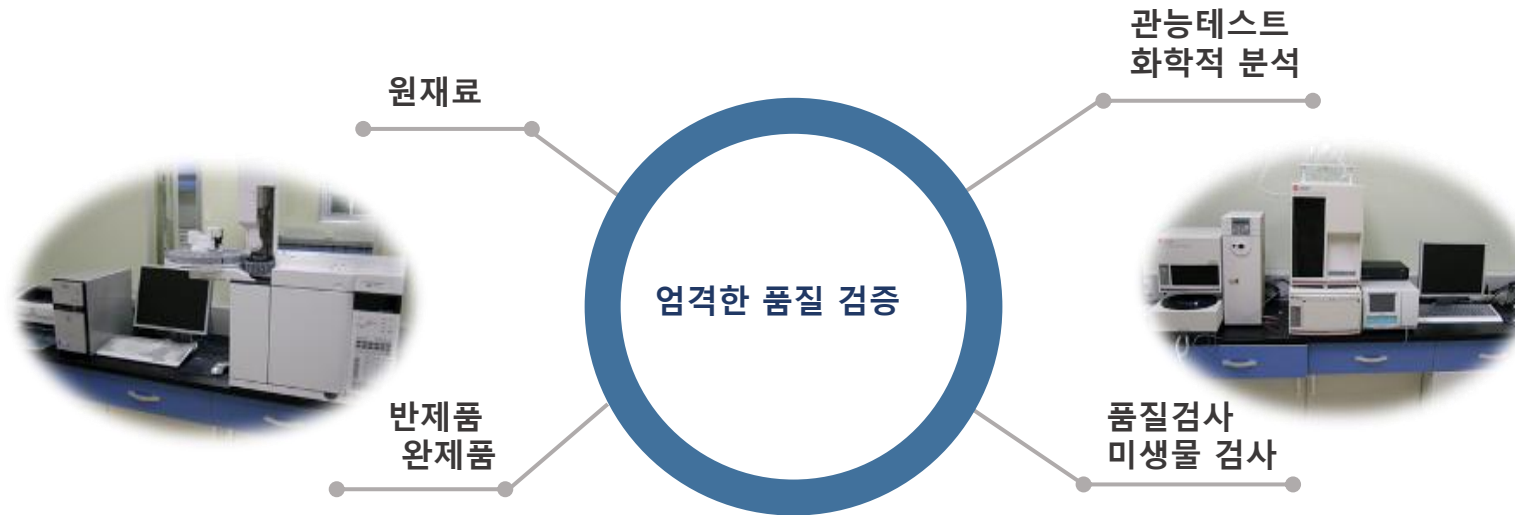 원재료
관능테스트
화학적 분석
엄격한 품질 검증
반제품
완제품
품질검사
미생물 검사